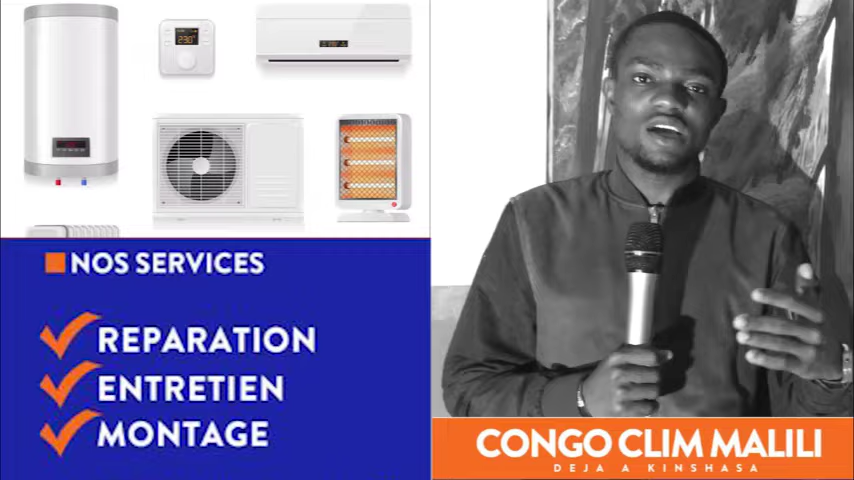 NOS SERVICES
REPARATION
ENTRETIEN
MONTAGE
CONGO CLIM MALILI
DEJA A KINSHASA